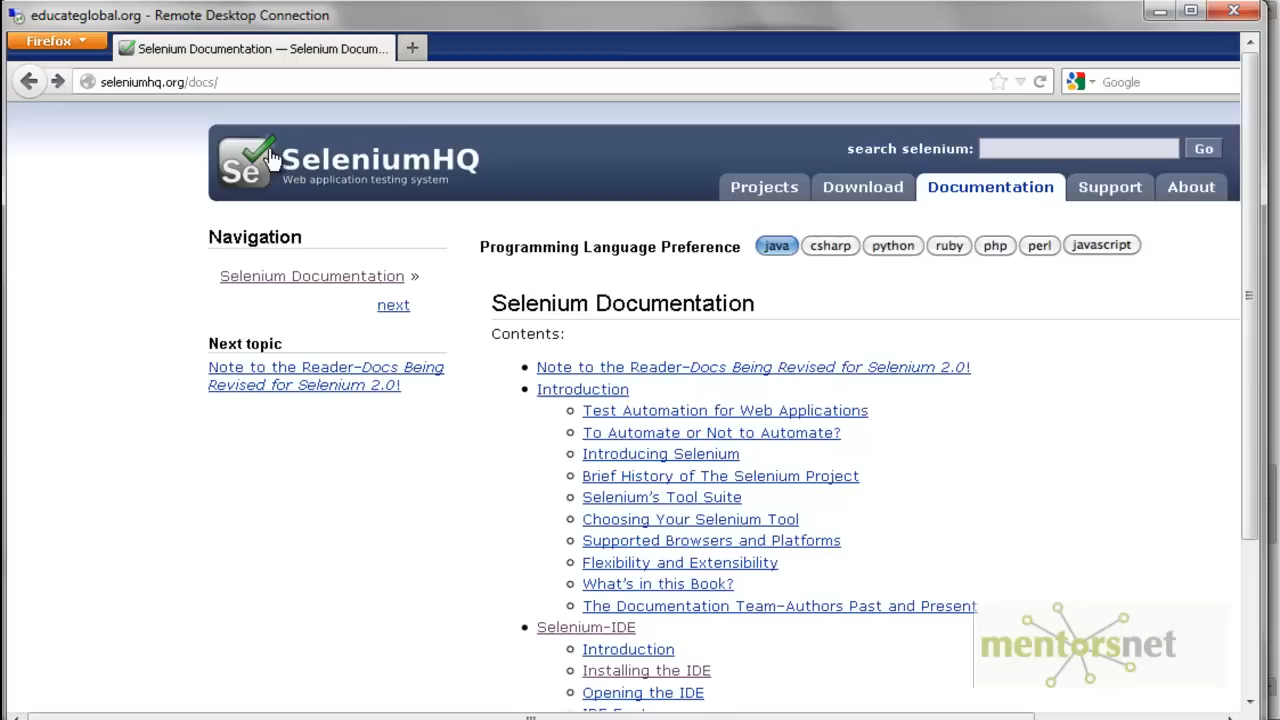 educateglobal.org - Remote Desktop Connection
Firefox
Selenium Documentation — Selenium Docum...
seleniumhq.org/docs/
Google
Se
SeleniumHQ
Web application testing system
search selenium:
Go
Projects
Download
Documentation
Support
About
Navigation
Selenium Documentation »
next
Next topic
Note to the Reader–Docs Being
Revised for Selenium 2.0!
Programming Language Preference
java
csharp
python
ruby
php
perl
javascript
Selenium Documentation
Contents:
Note to the Reader–Docs Being Revised for Selenium 2.0!
Introduction
Test Automation for Web Applications
To Automate or Not to Automate?
Introducing Selenium
Brief History of The Selenium Project
Selenium's Tool Suite
Choosing Your Selenium Tool
Supported Browsers and Platforms
Flexibility and Extensibility
What's in this Book?
The Documentation Team–Authors Past and Present
Selenium-IDE
Introduction
Installing the IDE
Opening the IDE
mentorsnet